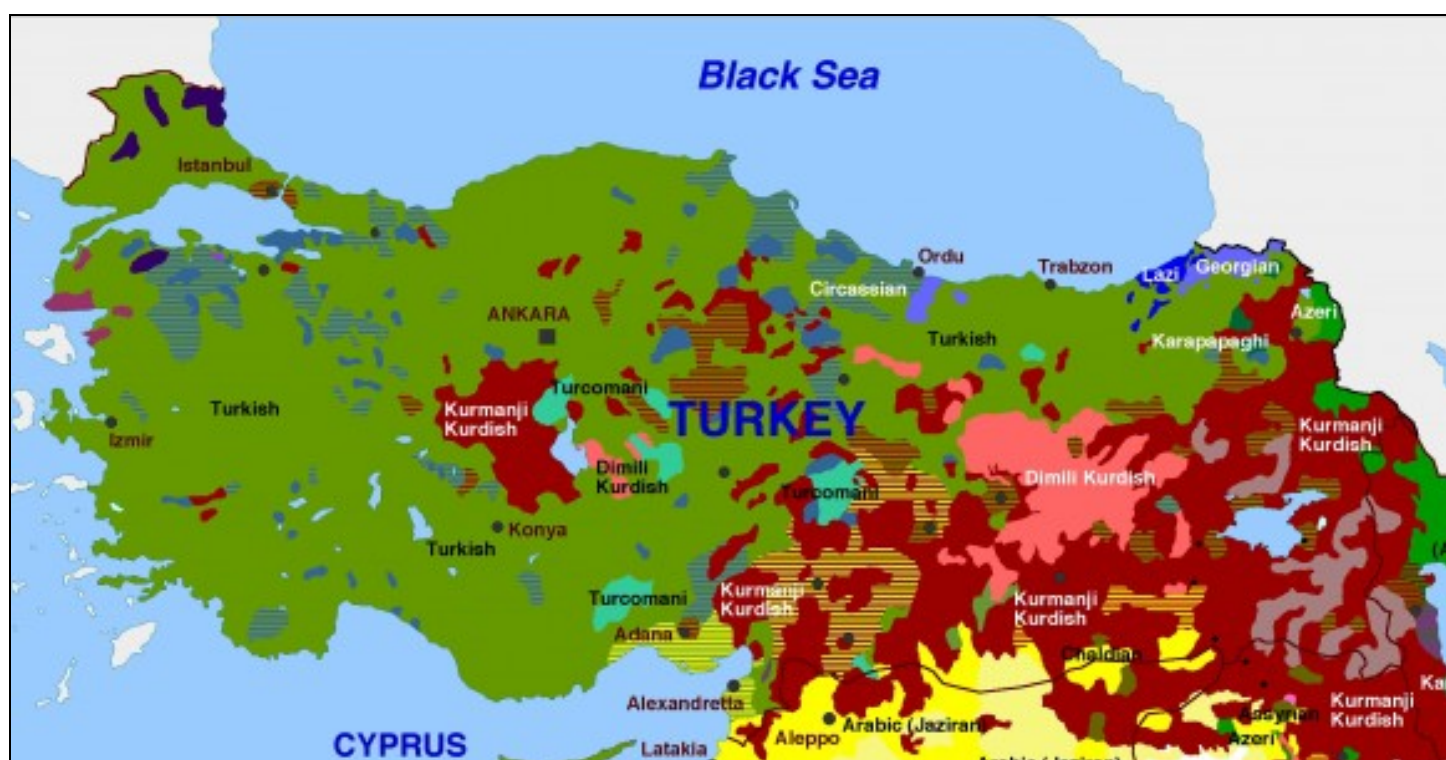 Black Sea
Istanbul
Ordu
Trabzon
Lazi
Georgian
Circassian
ANKARA
Azeri
Turkish
Karapapaghi
Turcomani
Turkish
Kurmanji
Kurdish
TURKEY
Izmir
Kurmanji
Kurdish
Dimili
Kurdish
Dimili Kurdish
Turcomani
Konya
Turkish
Turcomani
Kurmanji
Kurdish
Kurmanji
Kurdish
Adana
Chaldian
Alexandretta
Kurmanji
Kurdish
Assyrian
Arabic (Jaziran)
Aleppo
Azeri
CYPRUS
Latakia